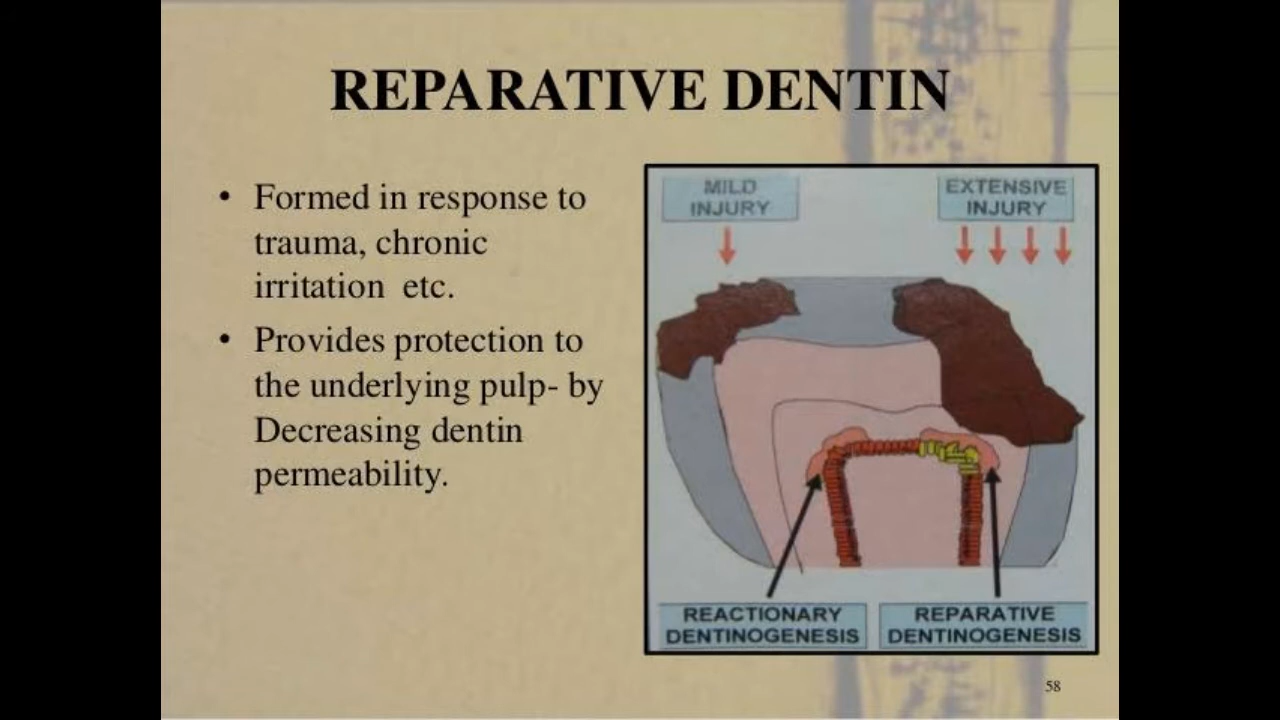 REPARATIVE DENTIN
• Formed in response to
trauma, chronic
irritation etc.
• Provides protection to
the underlying pulp- by
Decreasing dentin
permeability.
MILD
INJURY
EXTENSIVE
INJURY
REACTIONARY
DENTINOGENESIS
REPARATIVE
DENTINOGENESIS
58